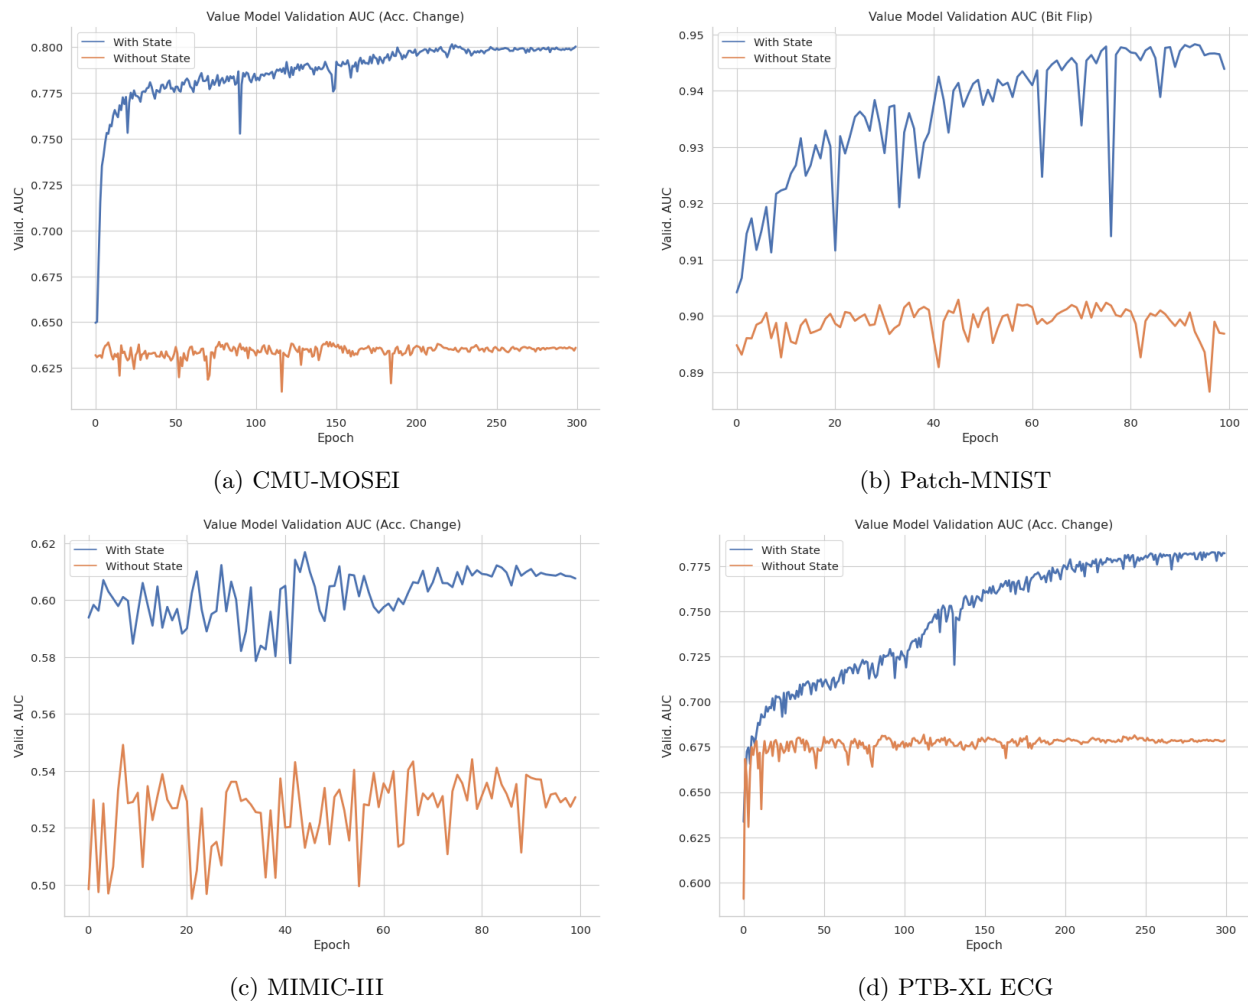 Value Model Validation AUC (Acc. Change)
With State
Without State
0.800
0.775
0.750
0.725
0.700
0.675
0.650
0.625
Valid. AUC
0 50 100 150 200 250 300
Epoch
(a) CMU-MOSEI
Value Model Validation AUC (Bit Flip)
With State
Without State
0.95
0.94
0.93
0.92
0.91
0.90
0.89
Valid. AUC
0 20 40 60 80 100
Epoch
(b) Patch-MNIST
Value Model Validation AUC (Acc. Change)
With State
Without State
0.62
0.60
0.58
0.56
0.54
0.52
0.50
Valid. AUC
0 20 40 60 80 100
Epoch
(c) MIMIC-III
Value Model Validation AUC (Acc. Change)
With State
Without State
0.775
0.750
0.725
0.700
0.675
0.650
0.625
0.600
Valid. AUC
0 50 100 150 200 250 300
Epoch
(d) PTB-XL ECG